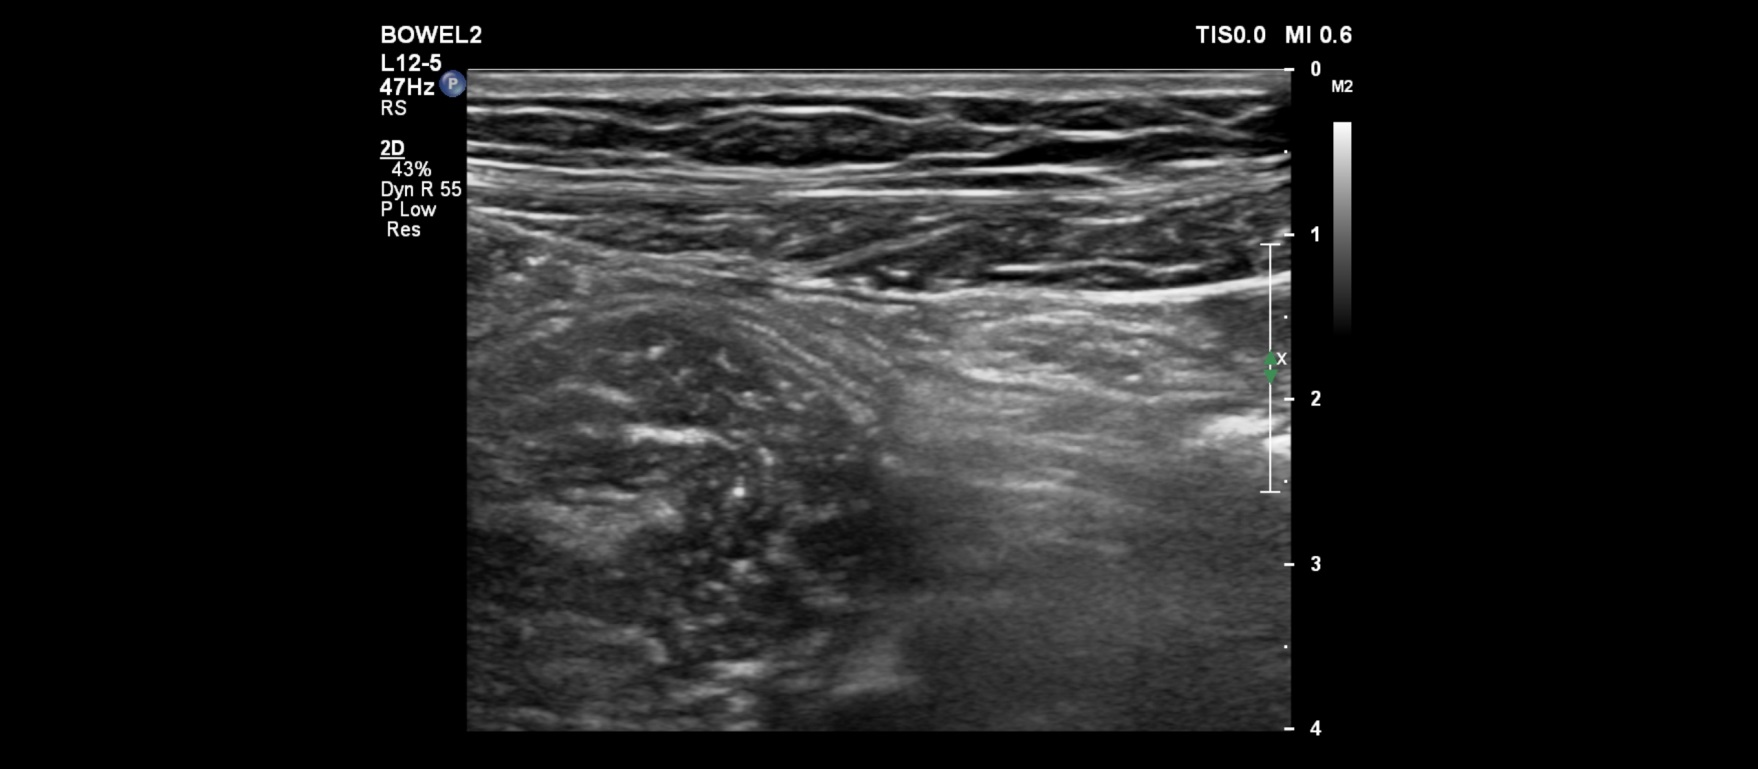 BOWEL2
TIS0.0 MI 0.6
L12-5
47Hz
P
RS
2D
43%
Dyn R 55
P Low
Res
0
M2
1
X
2
3
4